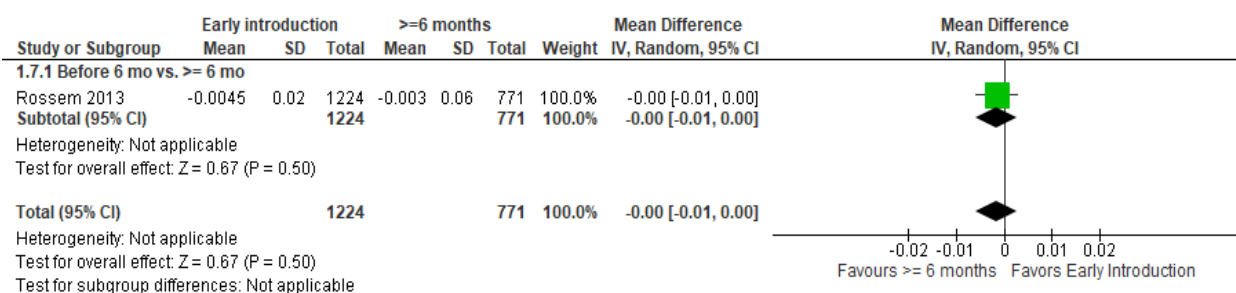 Early introduction >=6 months Mean Difference Mean Difference
Study or Subgroup Mean SD Total Mean SD Total Weight IV, Random, 95% CI IV, Random, 95% CI
1.7.1 Before 6 mo vs. >= 6 mo
Rossem 2013 -0.0045 0.02 1224 -0.003 0.06 771 100.0% -0.00 [-0.01, 0.00]
Subtotal (95% CI) 1224 771 100.0% -0.00 [-0.01, 0.00]
Heterogeneity: Not applicable
Test for overall effect: Z = 0.67 (P = 0.50)
Total (95% CI) 1224 771 100.0% -0.00 [-0.01, 0.00]
Heterogeneity: Not applicable
Test for overall effect: Z = 0.67 (P = 0.50)
Test for subgroup differences: Not applicable
-0.02 -0.01 0 0.01 0.02
Favours >= 6 months Favors Early Introduction